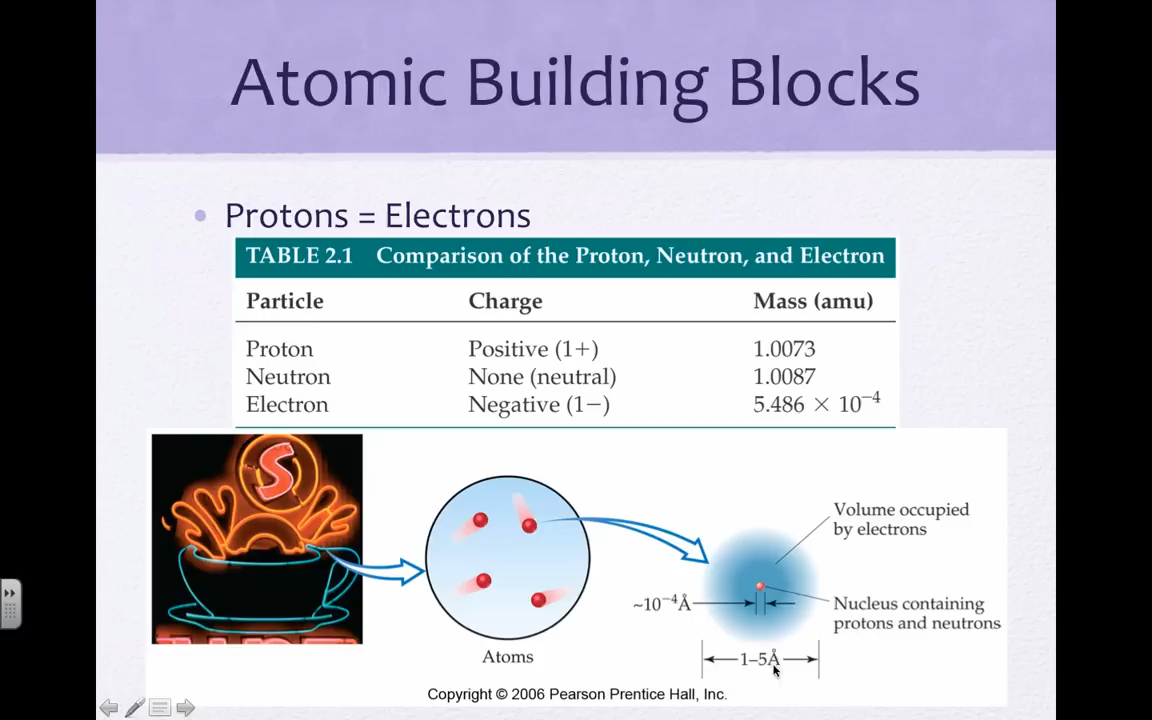 Atomic Building Blocks
• Protons = Electrons
TABLE 2.1 Comparison of the Proton, Neutron, and Electron
Particle Charge Mass (amu)
Proton Positive (1+) 1.0073
Neutron None (neutral) 1.0087
Electron Negative (1−) 5.486 × 10⁻⁴
S
Volume occupied
by electrons
~10⁻⁴Å
Nucleus containing
protons and neutrons
Atoms
1–5Å
Copyright © 2006 Pearson Prentice Hall, Inc.